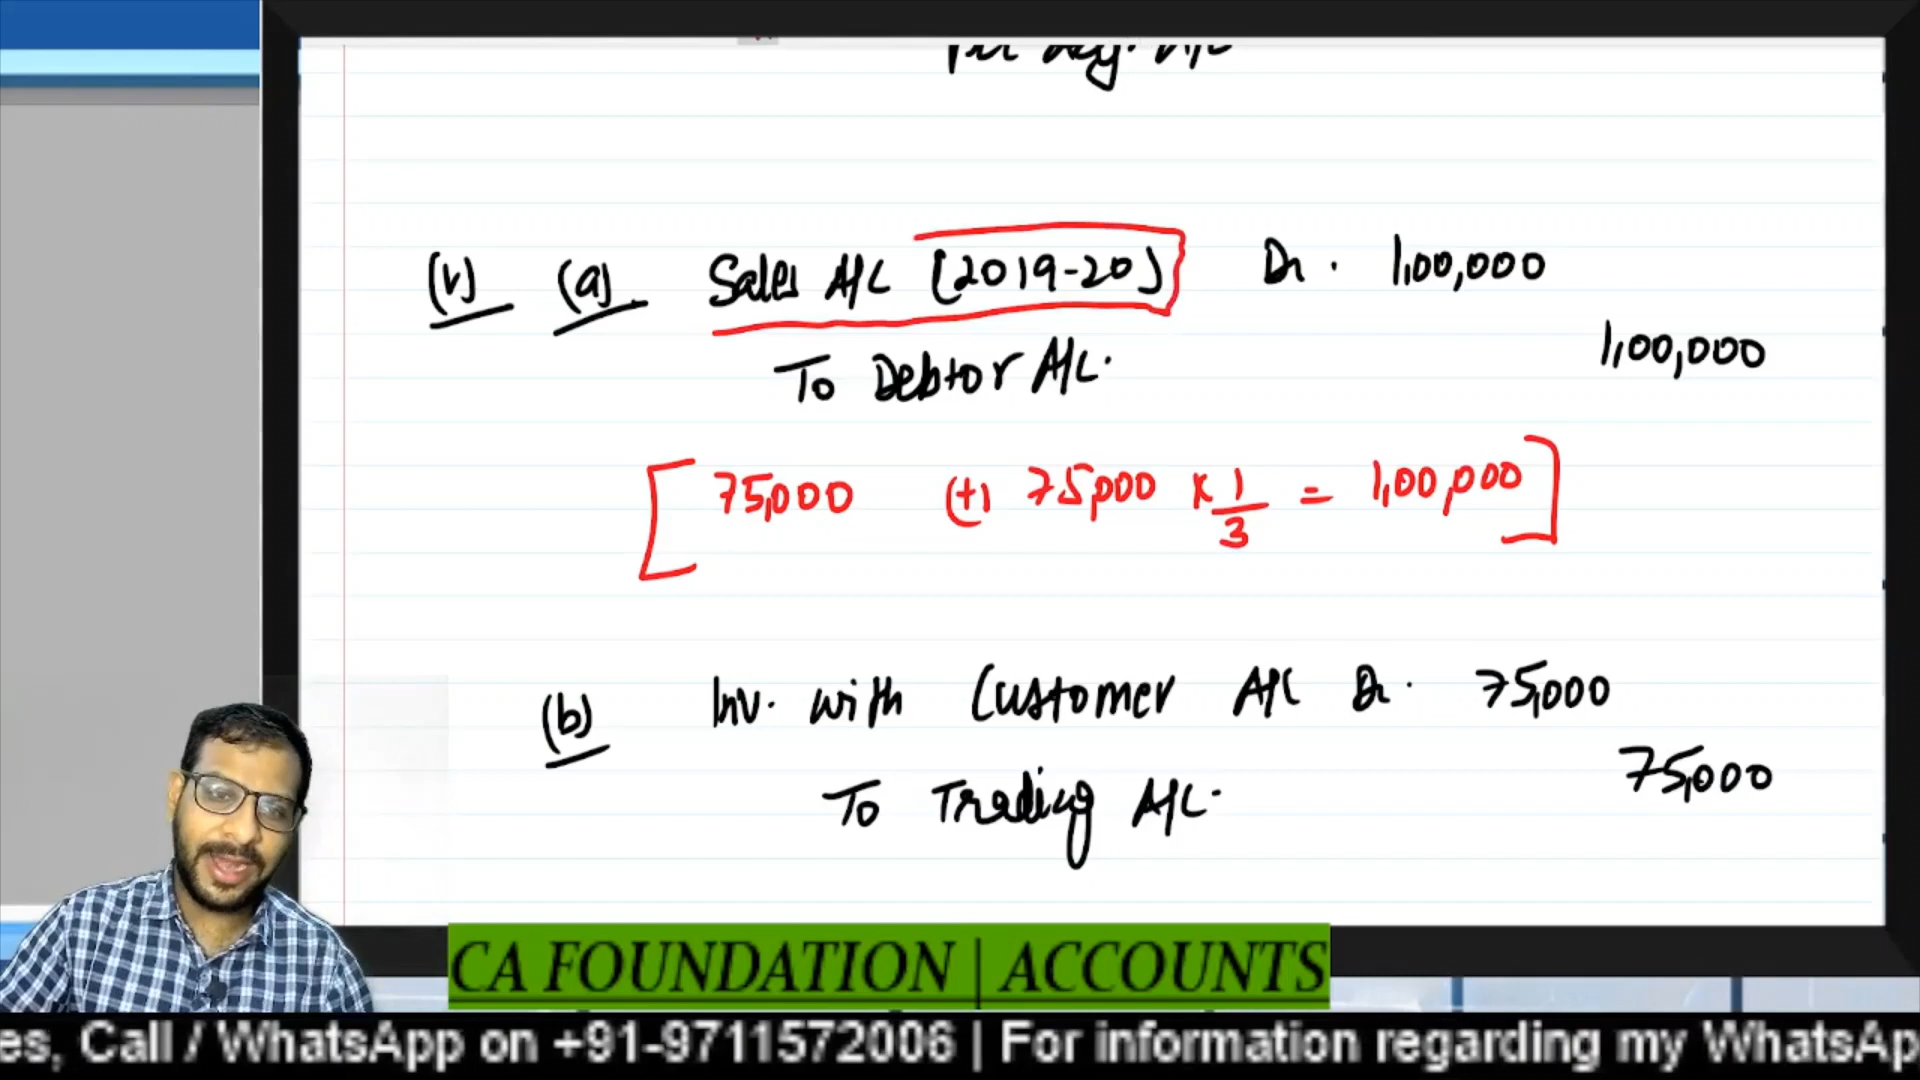 (v) (a) Sales A/C [2019-20] Dr. 1,00,000
To Debtor A/C. 1,00,000
[75,000 (+) 75,000 × 1/3 = 1,00,000]
(b) Inv. with Customer A/C Dr. 75,000
To Trading A/C. 75,000
CA FOUNDATION | ACCOUNTS
es, Call / WhatsApp on +91-9711572006 | For information regarding my WhatsAp